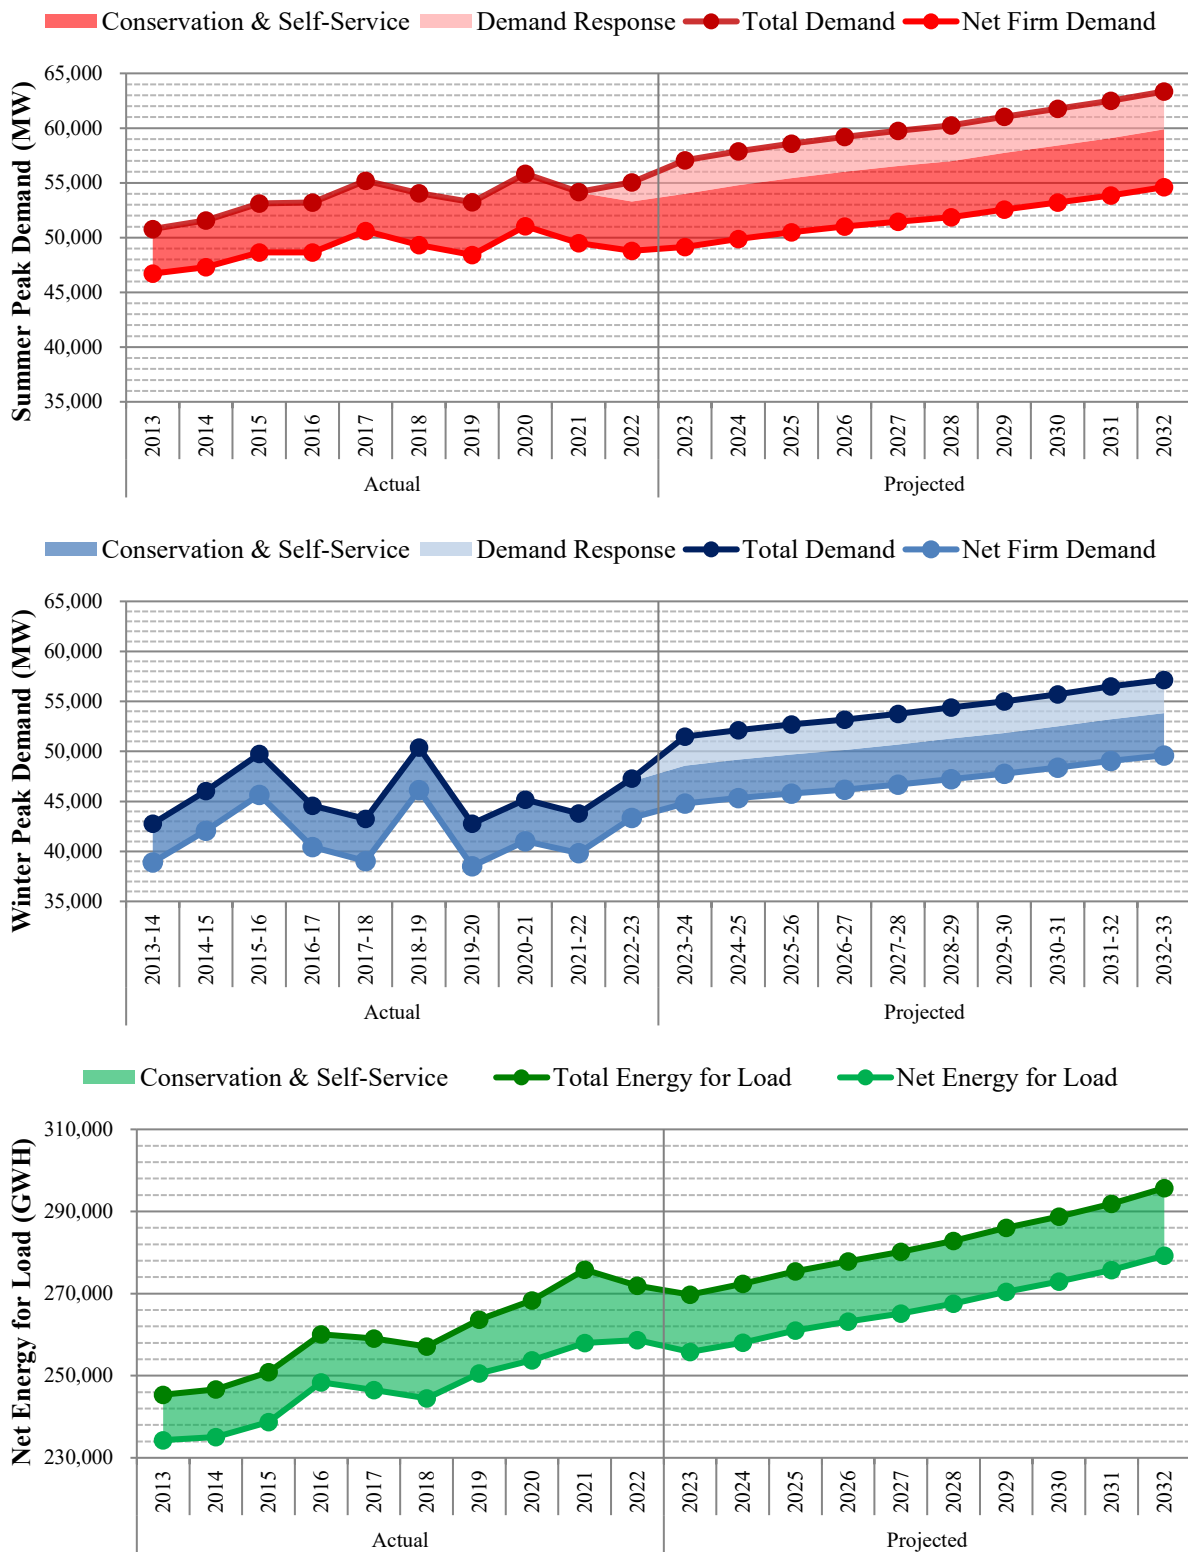 Conservation & Self-Service Demand Response Total Demand Net Firm Demand
Summer Peak Demand (MW)
65,000
60,000
55,000
50,000
45,000
40,000
35,000
2013 2014 2015 2016 2017 2018 2019 2020 2021 2022 2023 2024 2025 2026 2027 2028 2029 2030 2031 2032
Actual Projected
Conservation & Self-Service Demand Response Total Demand Net Firm Demand
Winter Peak Demand (MW)
65,000
60,000
55,000
50,000
45,000
40,000
35,000
2013-14 2014-15 2015-16 2016-17 2017-18 2018-19 2019-20 2020-21 2021-22 2022-23 2023-24 2024-25 2025-26 2026-27 2027-28 2028-29 2029-30 2030-31 2031-32 2032-33
Actual Projected
Conservation & Self-Service Total Energy for Load Net Energy for Load
Net Energy for Load (GWH)
310,000
290,000
270,000
250,000
230,000
2013 2014 2015 2016 2017 2018 2019 2020 2021 2022 2023 2024 2025 2026 2027 2028 2029 2030 2031 2032
Actual Projected